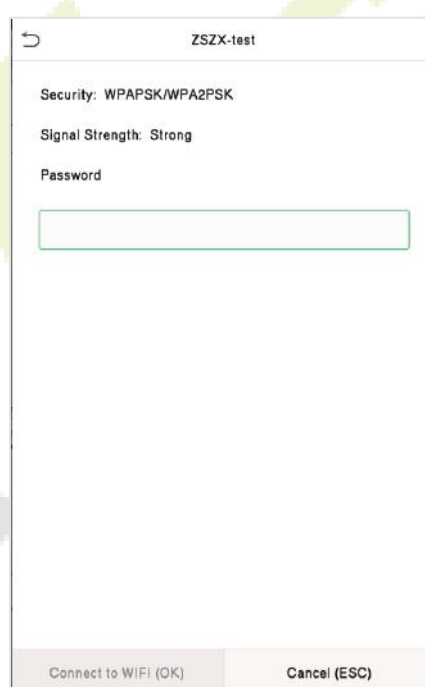 ZSZX-test
Security: WPAPSK/WPA2PSK
Signal Strength: Strong
Password
Connect to WiFi (OK) Cancel (ESC)